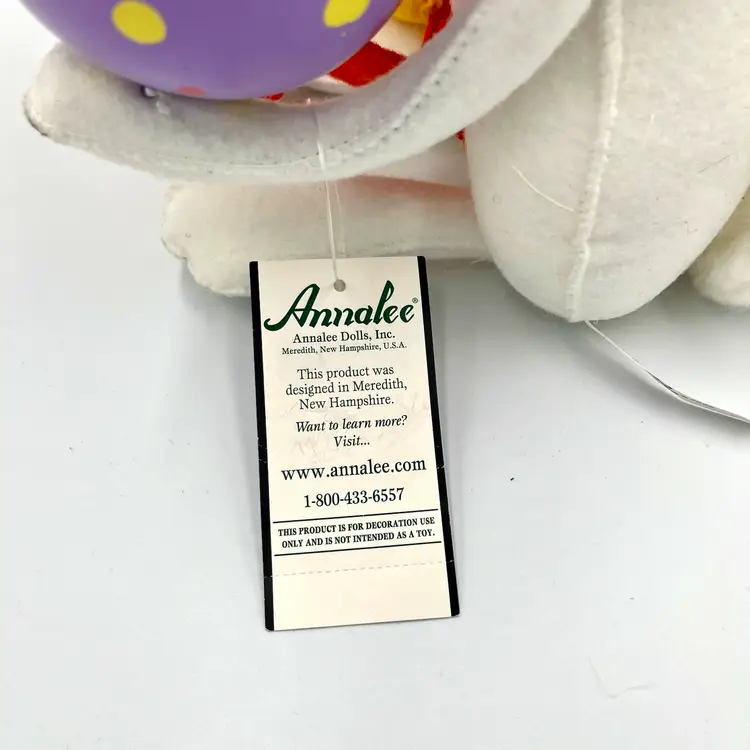 Annalee®
Annalee Dolls, Inc.
Meredith, New Hampshire, U.S.A.
This product was
designed in Meredith,
New Hampshire.
Want to learn more?
Visit...
www.annalee.com
1-800-433-6557
THIS PRODUCT IS FOR DECORATION USE
ONLY AND IS NOT INTENDED AS A TOY.